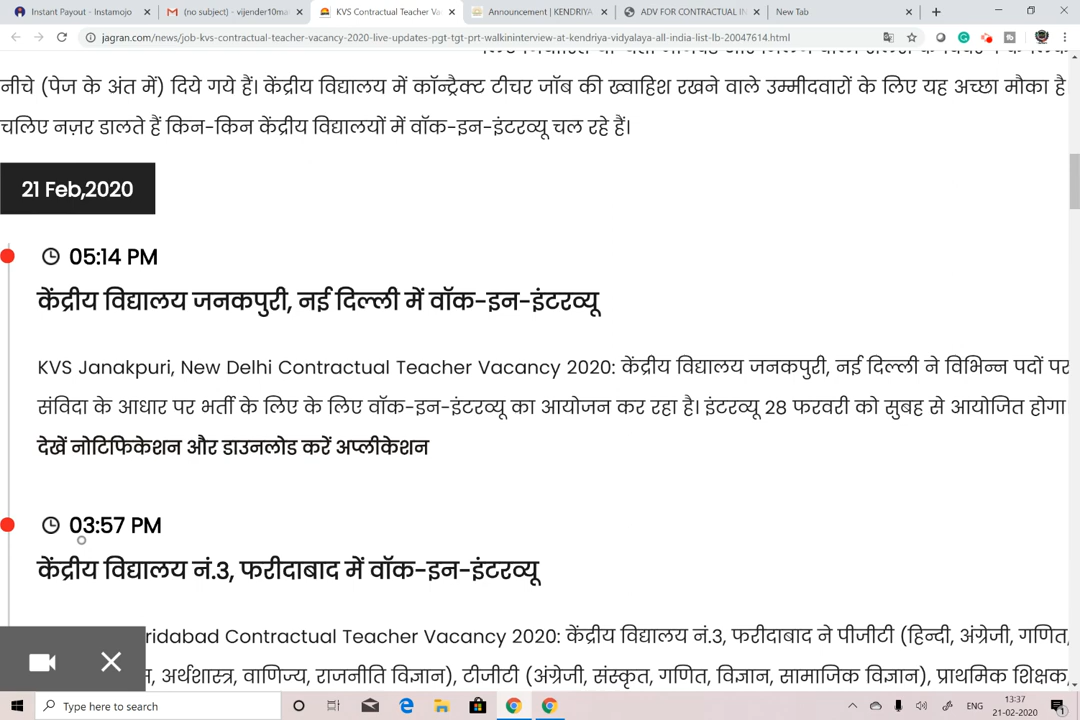 Instant Payout - Instamojo
(no subject) - vijender10ma
KVS Contractual Teacher Va
Announcement | KENDRIYA
ADV FOR CONTRACTUAL IN
New Tab
jagran.com/news/job-kvs-contractual-teacher-vacancy-2020-live-updates-pgt-tgt-prt-walkininterview-at-kendriya-vidyalaya-all-india-list-lb-20047614.html
नीचे (पेज के अंत में) दिये गये हैं। केंद्रीय विद्यालय में कॉन्ट्रैक्ट टीचर जॉब की ख्वाहिश रखने वाले उम्मीदवारों के लिए यह अच्छा मौका है
चलिए नज़र डालते हैं किन-किन केंद्रीय विद्यालयों में वॉक-इन-इंटरव्यू चल रहे हैं।
21 Feb,2020
05:14 PM
केंद्रीय विद्यालय जनकपुरी, नई दिल्ली में वॉक-इन-इंटरव्यू
KVS Janakpuri, New Delhi Contractual Teacher Vacancy 2020: केंद्रीय विद्यालय जनकपुरी, नई दिल्ली ने विभिन्न पदों पर
संविदा के आधार पर भर्ती के लिए के लिए वॉक-इन-इंटरव्यू का आयोजन कर रहा है। इंटरव्यू 28 फरवरी को सुबह से आयोजित होगा
देखें नोटिफिकेशन और डाउनलोड करें अप्लीकेशन
03:57 PM
केंद्रीय विद्यालय नं.3, फरीदाबाद में वॉक-इन-इंटरव्यू
ridabad Contractual Teacher Vacancy 2020: केंद्रीय विद्यालय नं.3, फरीदाबाद ने पीजीटी (हिन्दी, अंग्रेजी, गणित,
अर्थशास्त्र, वाणिज्य, राजनीति विज्ञान), टीजीटी (अंग्रेजी, संस्कृत, गणित, विज्ञान, सामाजिक विज्ञान), प्राथमिक शिक्षक,
Type here to search
ENG
13:37
21-02-2020